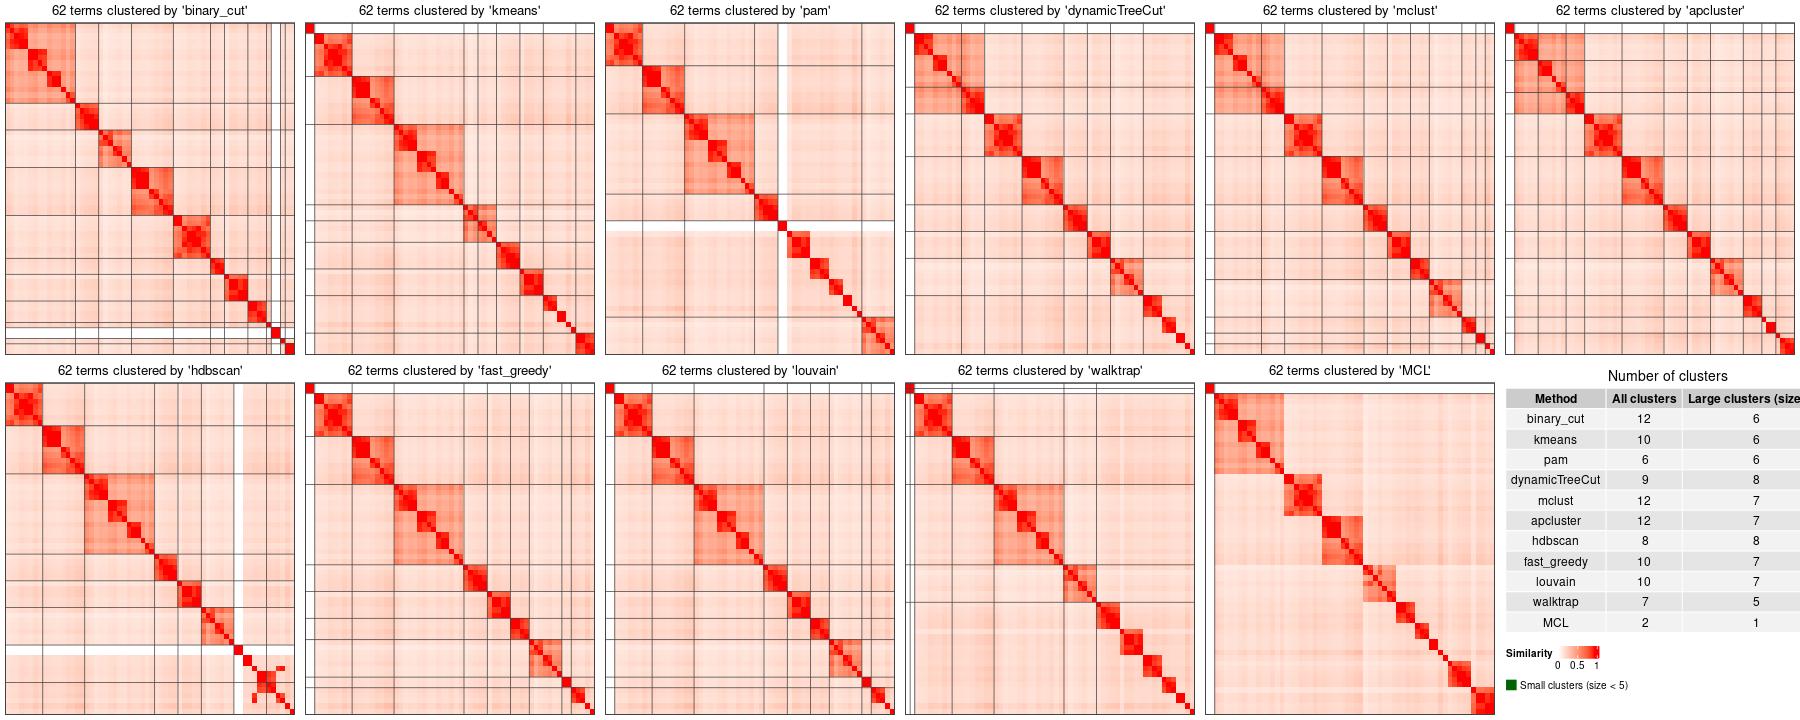 62 terms clustered by 'binary_cut'
62 terms clustered by 'kmeans'
62 terms clustered by 'pam'
62 terms clustered by 'dynamicTreeCut'
62 terms clustered by 'mclust'
62 terms clustered by 'apcluster'
62 terms clustered by 'hdbscan'
62 terms clustered by 'fast_greedy'
62 terms clustered by 'louvain'
62 terms clustered by 'walktrap'
62 terms clustered by 'MCL'
Number of clusters
Method All clusters Large clusters (size
binary_cut 12 6
kmeans 10 6
pam 6 6
dynamicTreeCut 9 8
mclust 12 7
apcluster 12 7
hdbscan 8 8
fast_greedy 10 7
louvain 10 7
walktrap 7 5
MCL 2 1
Similarity
0 0.5 1
Small clusters (size < 5)